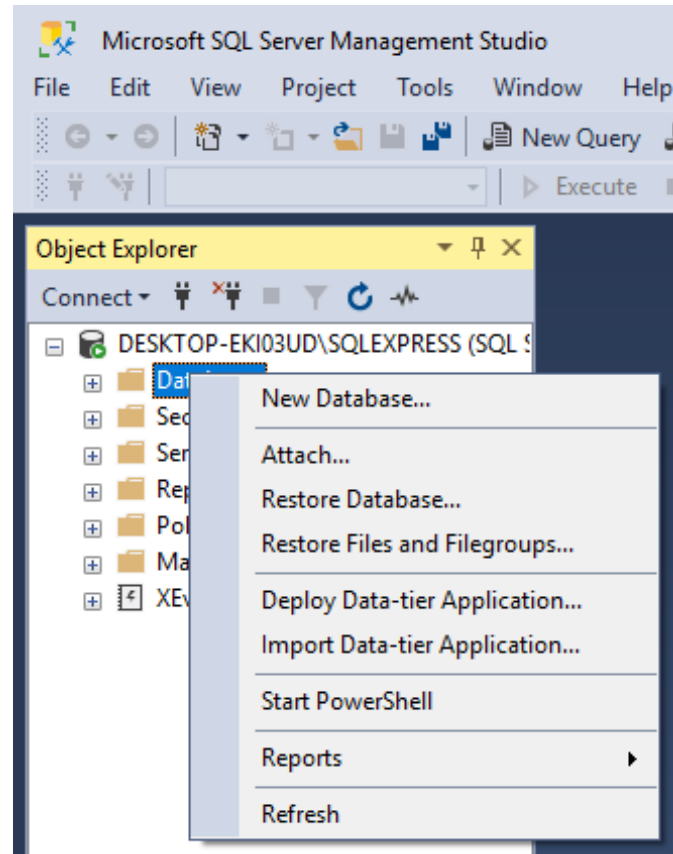 Microsoft SQL Server Management Studio
File Edit View Project Tools Window Help
New Query
Execute
Object Explorer
Connect
DESKTOP-EKI03UD\SQLEXPRESS (SQL S
New Database...
Attach...
Restore Database...
Restore Files and Filegroups...
Deploy Data-tier Application...
Import Data-tier Application...
Start PowerShell
Reports
Refresh